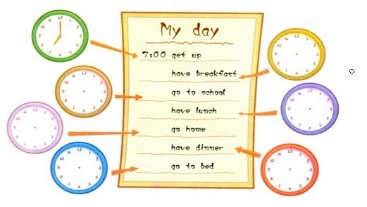 My day
7:00 get up
have breakfast
go to school
have lunch
go home
have dinner
go to bed